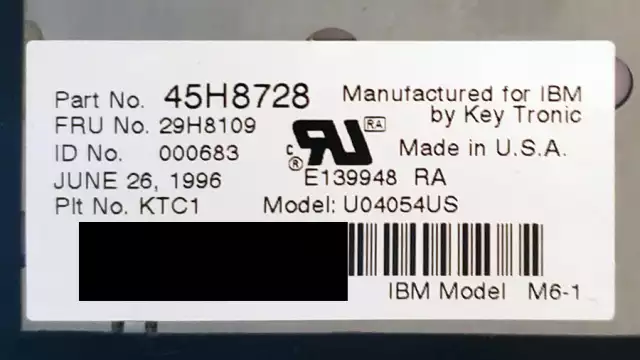 Part No. 45H8728
Manufactured for IBM
by Key Tronic
FRU No. 29H8109
RA
ID No. 000683
c RU ®
Made in U.S.A.
JUNE 26, 1996
E139948 RA
Plt No. KTC1
Model: U04054US
IBM Model M6-1